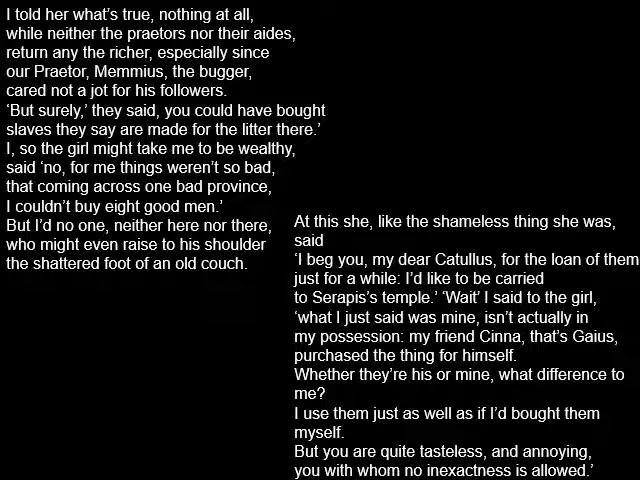 I told her what's true, nothing at all,
while neither the praetors nor their aides,
return any the richer, especially since
our Praetor, Memmius, the bugger,
cared not a jot for his followers.
‘But surely,’ they said, you could have bought
slaves they say are made for the litter there.’
I, so the girl might take me to be wealthy,
said ‘no, for me things weren’t so bad,
that coming across one bad province,
I couldn’t buy eight good men.’
But I’d no one, neither here nor there,
who might even raise to his shoulder
the shattered foot of an old couch.
At this she, like the shameless thing she was,
said
‘I beg you, my dear Catullus, for the loan of them
just for a while: I’d like to be carried
to Serapis’s temple.’ ‘Wait’ I said to the girl,
‘what I just said was mine, isn’t actually in
my possession: my friend Cinna, that’s Gaius,
purchased the thing for himself.
Whether they’re his or mine, what difference to
me?
I use them just as well as if I’d bought them
myself.
But you are quite tasteless, and annoying,
you with whom no inexactness is allowed.’